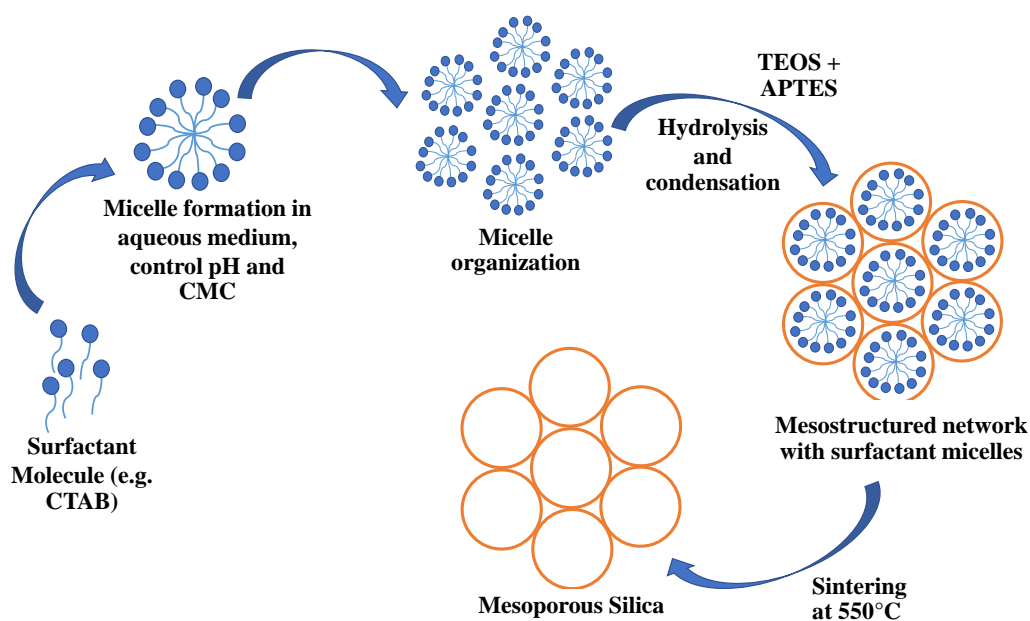 Surfactant
Molecule (e.g.
CTAB)
Micelle formation in
aqueous medium,
control pH and
CMC
Micelle
organization
TEOS +
APTES
Hydrolysis
and
condensation
Mesostructured network
with surfactant micelles
Sintering
at 550°C
Mesoporous Silica